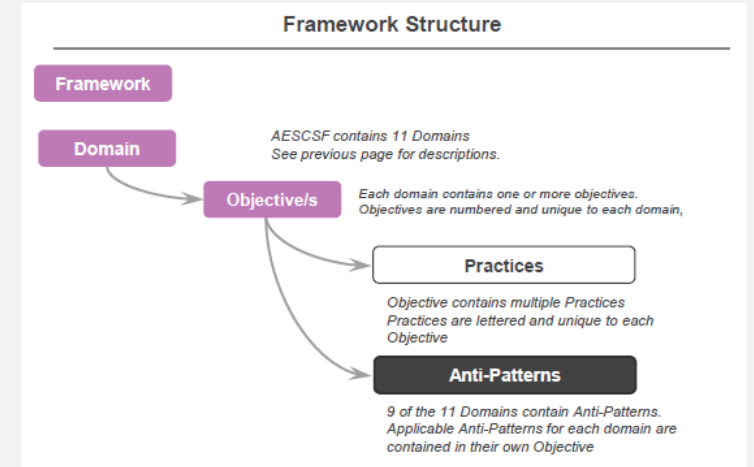 Framework Structure
Framework
Domain
AESCSF contains 11 Domains
See previous page for descriptions.
Objective/s
Each domain contains one or more objectives.
Objectives are numbered and unique to each domain,
Practices
Objective contains multiple Practices
Practices are lettered and unique to each
Objective
Anti-Patterns
9 of the 11 Domains contain Anti-Patterns.
Applicable Anti-Patterns for each domain are
contained in their own Objective